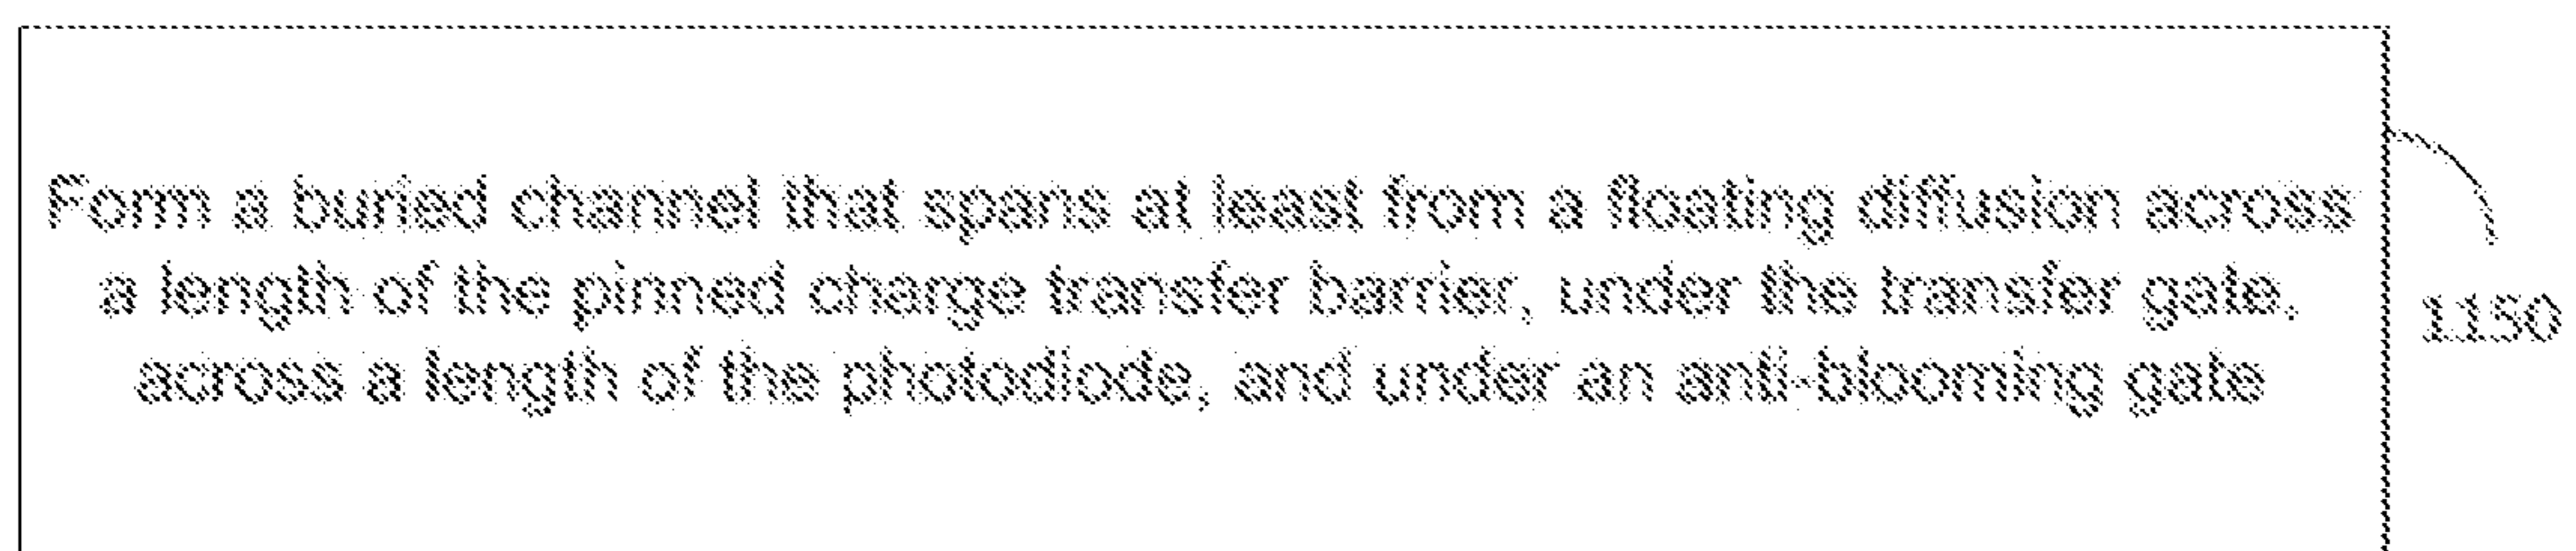 Form a buried channel that spans at least from a floating diffusion across
a length of the pinned charge transfer barrier, under the transfer gate,
across a length of the photodiode, and under an anti-blooming gate
1150